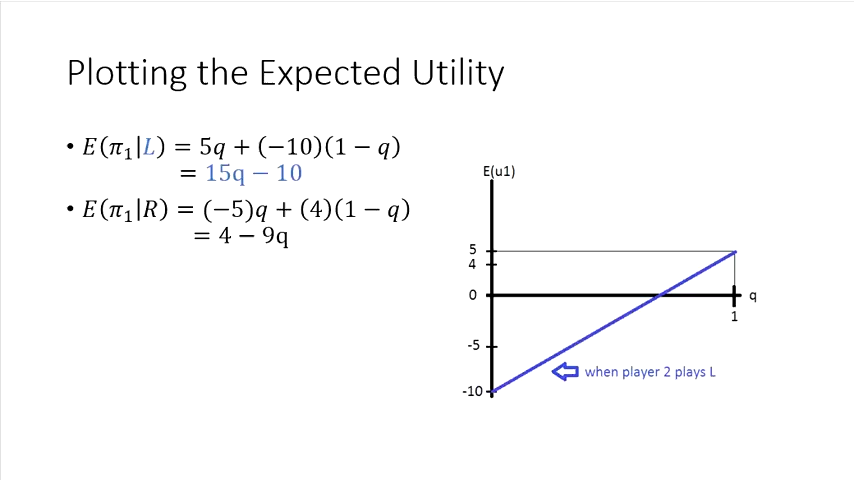 Plotting the Expected Utility
• E(π₁|L) = 5q + (−10)(1 − q)
= 15q − 10
• E(π₁|R) = (−5)q + (4)(1 − q)
= 4 − 9q
E(u1)
5
4
0
q
1
-5
when player 2 plays L
-10